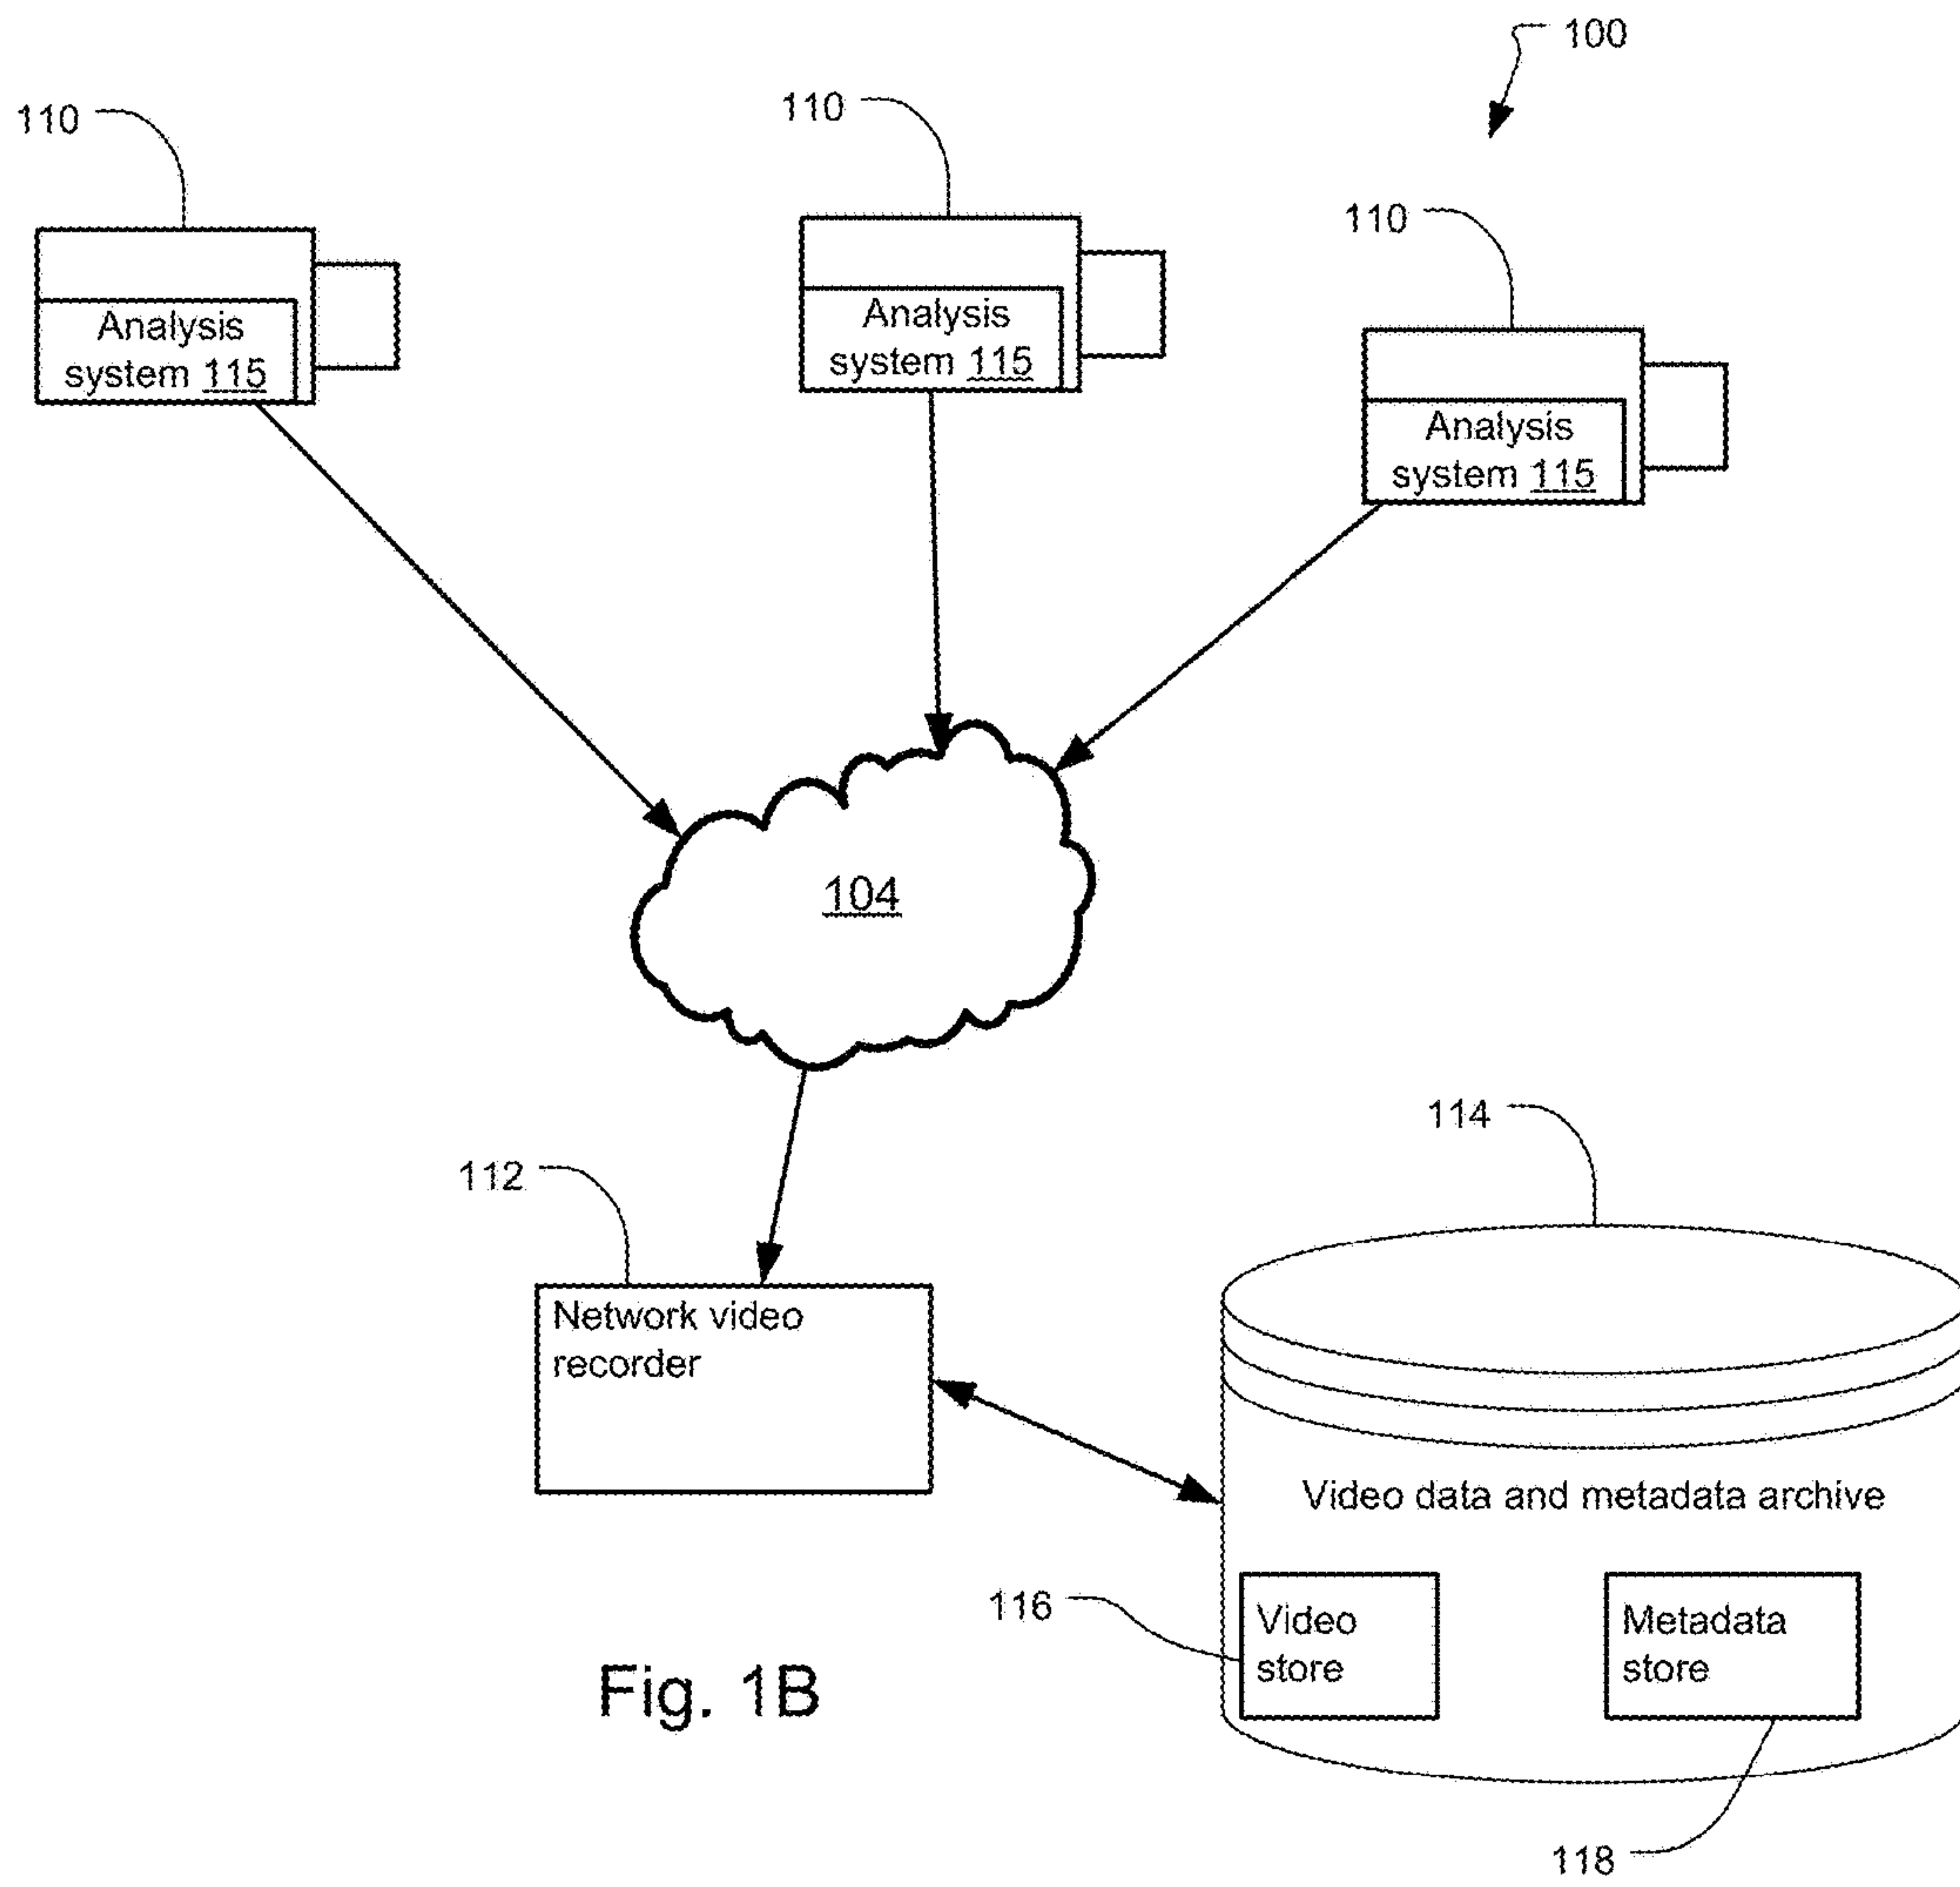 100
110
110
110
Analysis
system 115
Analysis
system 115
Analysis
system 115
104
112
114
Network video
recorder
Video data and metadata archive
116
Video
store
Metadata
store
Fig. 1B
118